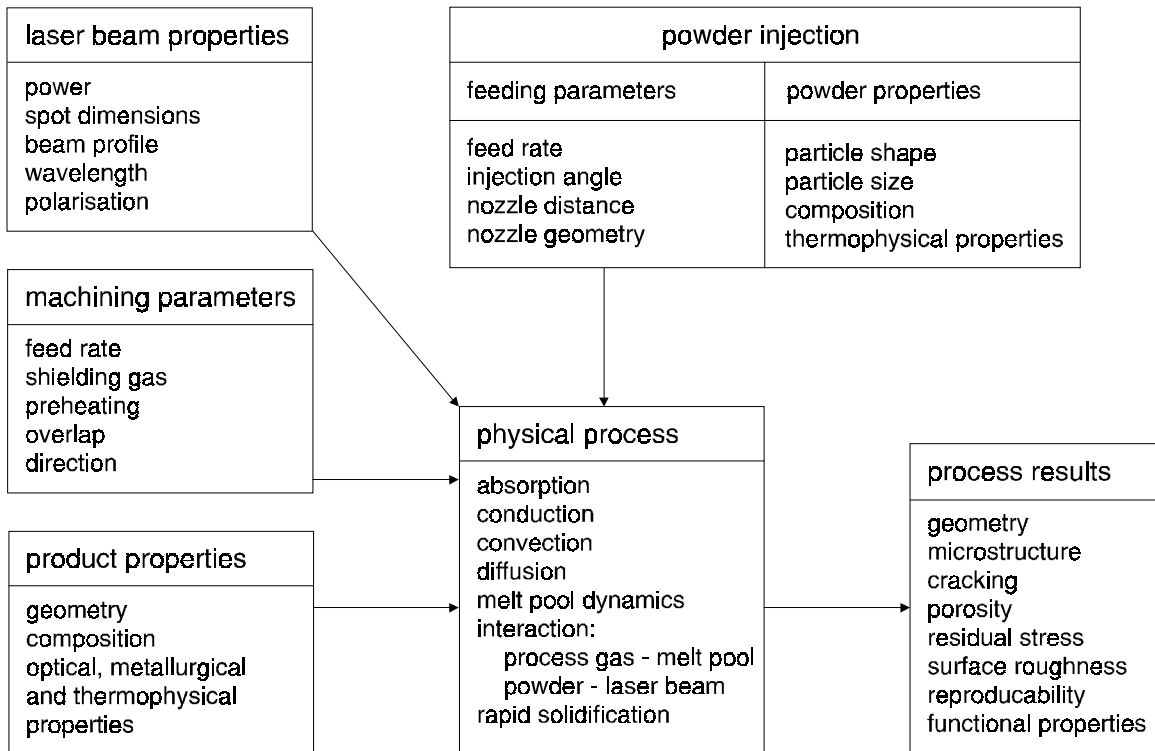 laser beam properties
power
spot dimensions
beam profile
wavelength
polarisation
powder injection
feeding parameters
feed rate
injection angle
nozzle distance
nozzle geometry
powder properties
particle shape
particle size
composition
thermophysical properties
machining parameters
feed rate
shielding gas
preheating
overlap
direction
product properties
geometry
composition
optical, metallurgical
and thermophysical
properties
physical process
absorption
conduction
convection
diffusion
melt pool dynamics
interaction:
process gas - melt pool
powder - laser beam
rapid solidification
process results
geometry
microstructure
cracking
porosity
residual stress
surface roughness
reproducability
functional properties